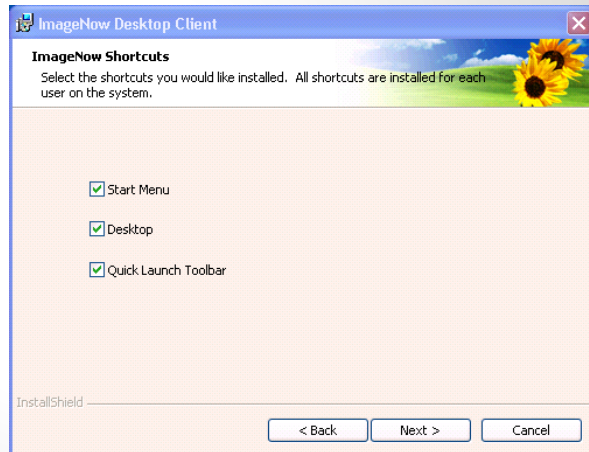 ImageNow Desktop Client
ImageNow Shortcuts
Select the shortcuts you would like installed. All shortcuts are installed for each
user on the system.
Start Menu
Desktop
Quick Launch Toolbar
InstallShield
< Back
Next >
Cancel